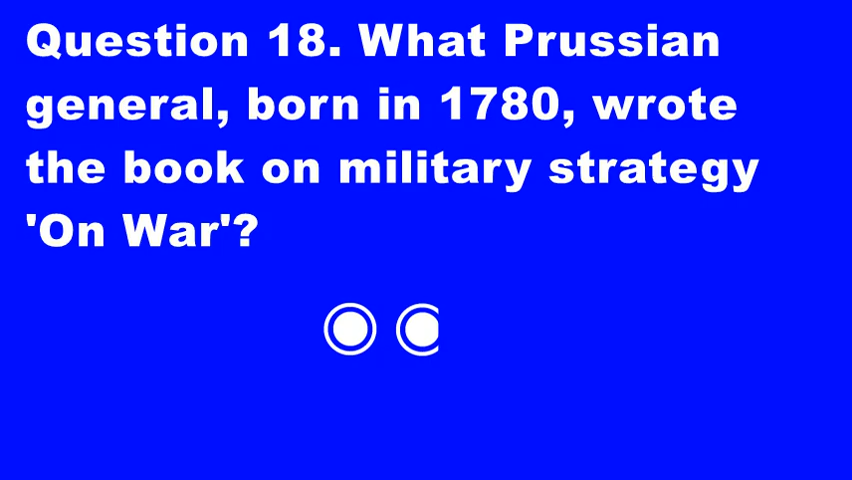 Question 18. What Prussian
general, born in 1780, wrote
the book on military strategy
'On War'?